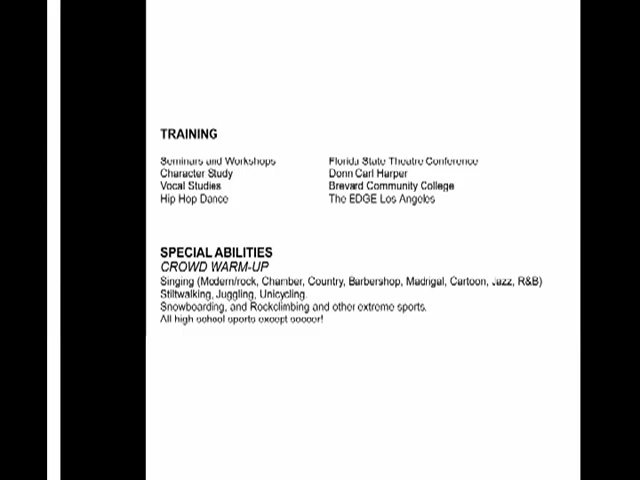 TRAINING
Seminars and Workshops Florida State Theatre Conference
Character Study Donn Carl Harper
Vocal Studies Brevard Community College
Hip Hop Dance The EDGE Los Angeles
SPECIAL ABILITIES
CROWD WARM-UP
Singing (Modern/rock, Chamber, Country, Barbershop, Madrigal, Cartoon, Jazz, R&B)
Stiltwalking, Juggling, Unicycling.
Snowboarding, and Rockclimbing and other extreme sports.
All high school sports except soccer!